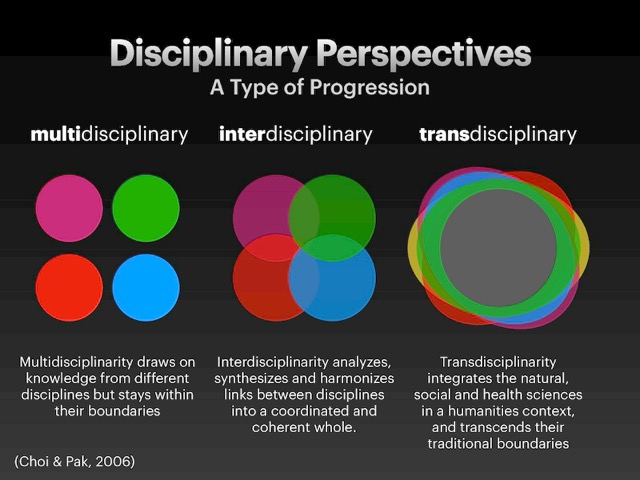 Disciplinary Perspectives
A Type of Progression
multidisciplinary
interdisciplinary
transdisciplinary
Multidisciplinarity draws on
knowledge from different
disciplines but stays within
their boundaries
Interdisciplinarity analyzes,
synthesizes and harmonizes
links between disciplines
into a coordinated and
coherent whole.
Transdisciplinarity
integrates the natural,
social and health sciences
in a humanities context,
and transcends their
traditional boundaries
(Choi & Pak, 2006)